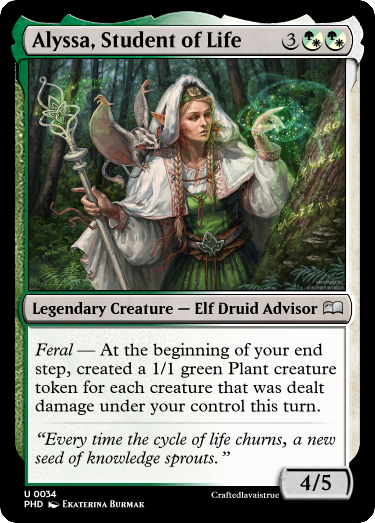 Alyssa, Student of Life 3
Legendary Creature — Elf Druid Advisor
Feral — At the beginning of your end
step, created a 1/1 green Plant creature
token for each creature that was dealt
damage under your control this turn.
“Every time the cycle of life churns, a new
seed of knowledge sprouts.”
4/5
U 0034
PHD Ekaterina Burmak
Craftedlavaistrue